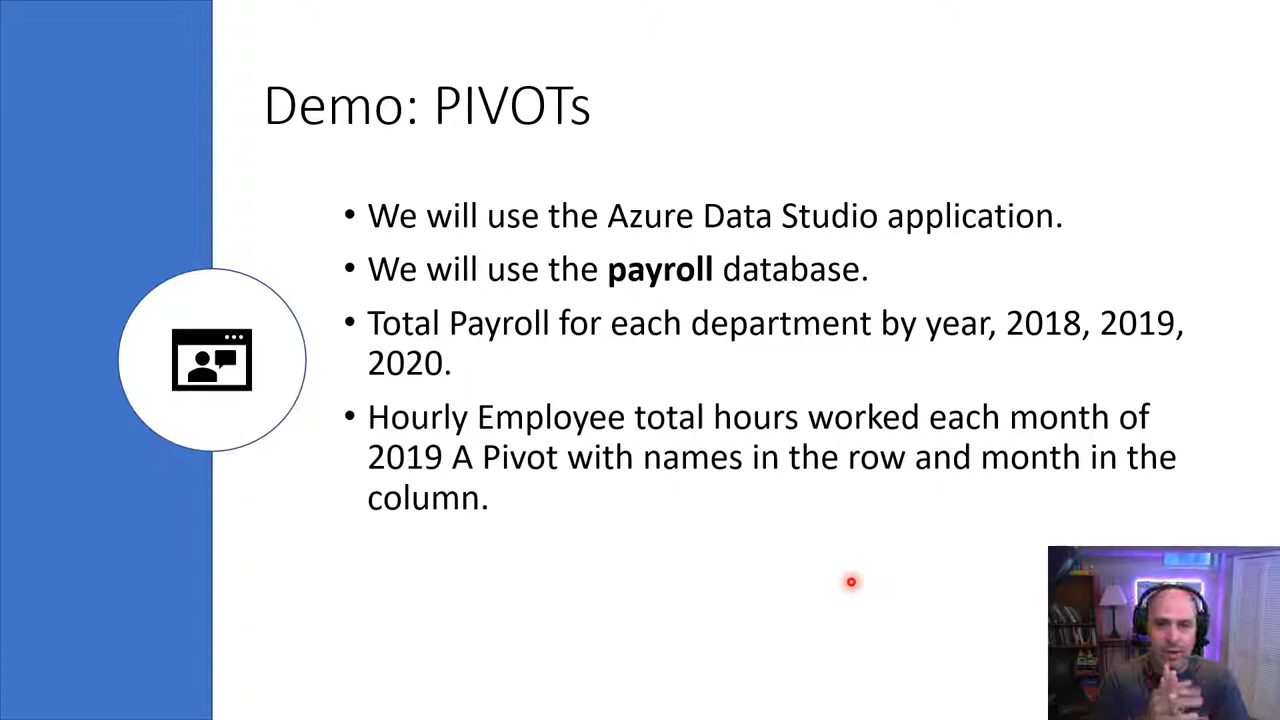 Demo: PIVOTs
• We will use the Azure Data Studio application.
• We will use the payroll database.
• Total Payroll for each department by year, 2018, 2019,
2020.
• Hourly Employee total hours worked each month of
2019 A Pivot with names in the row and month in the
column.